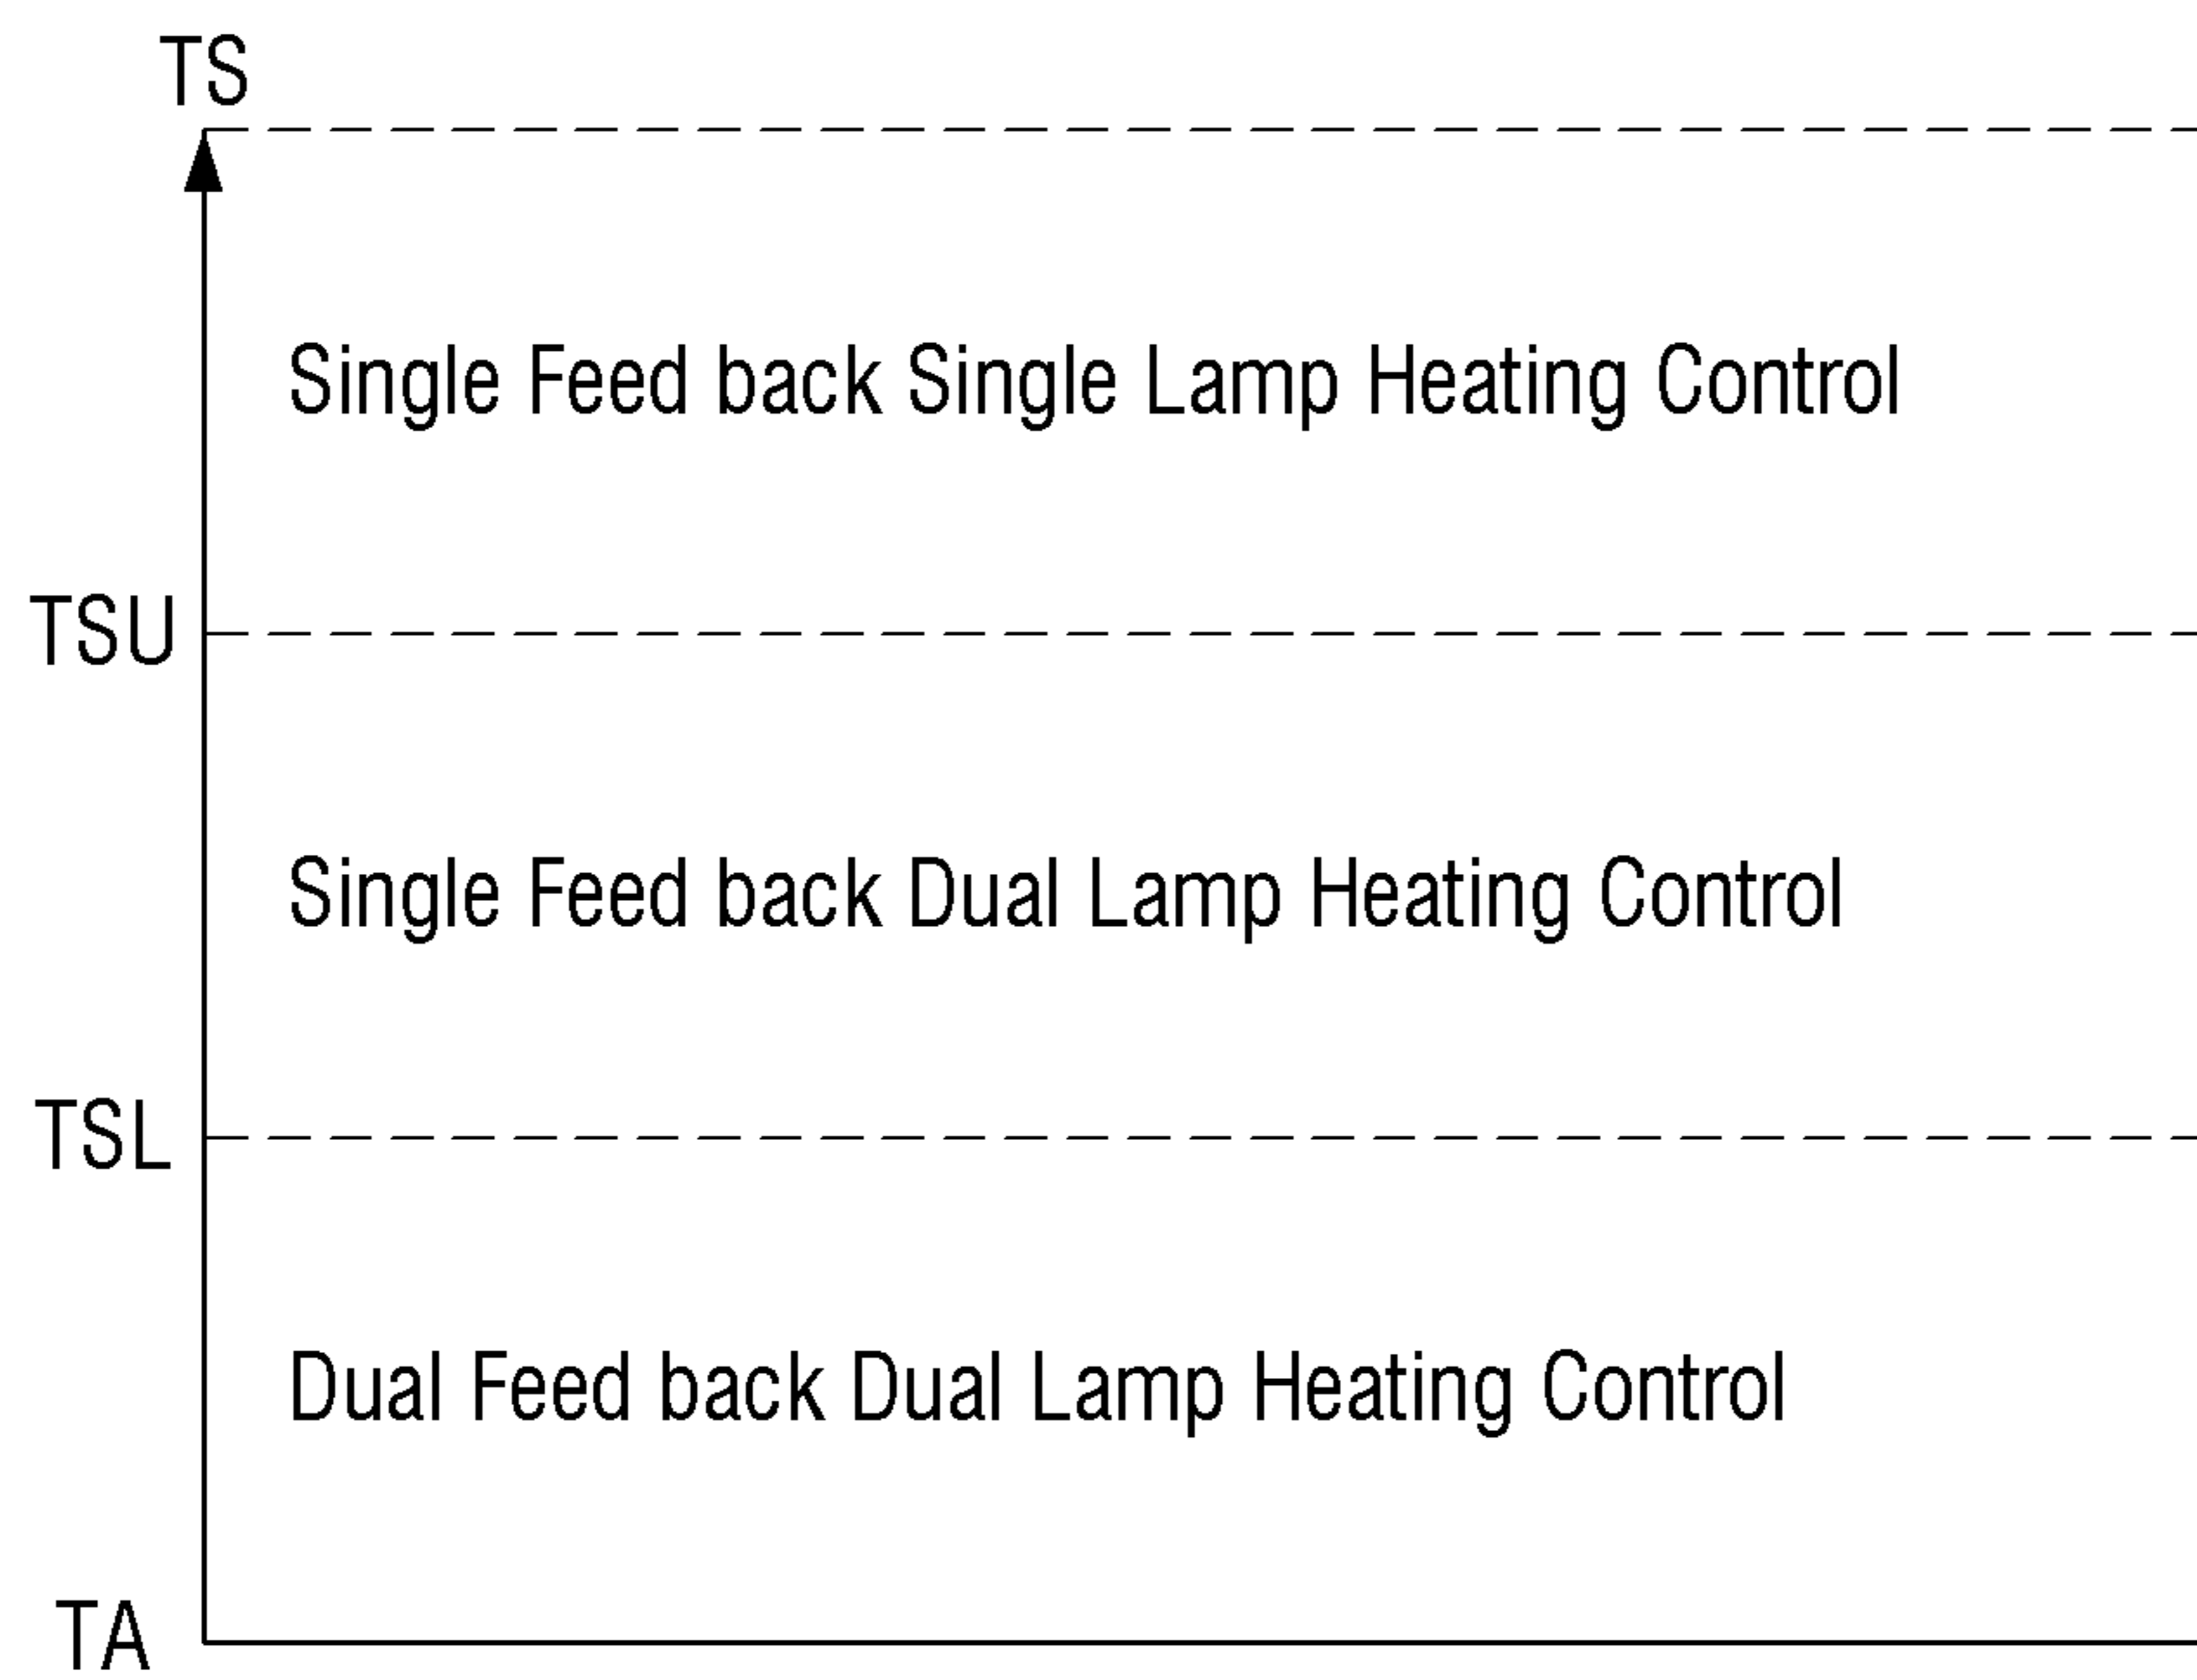 TS
Single Feed back Single Lamp Heating Control
TSU
Single Feed back Dual Lamp Heating Control
TSL
Dual Feed back Dual Lamp Heating Control
TA